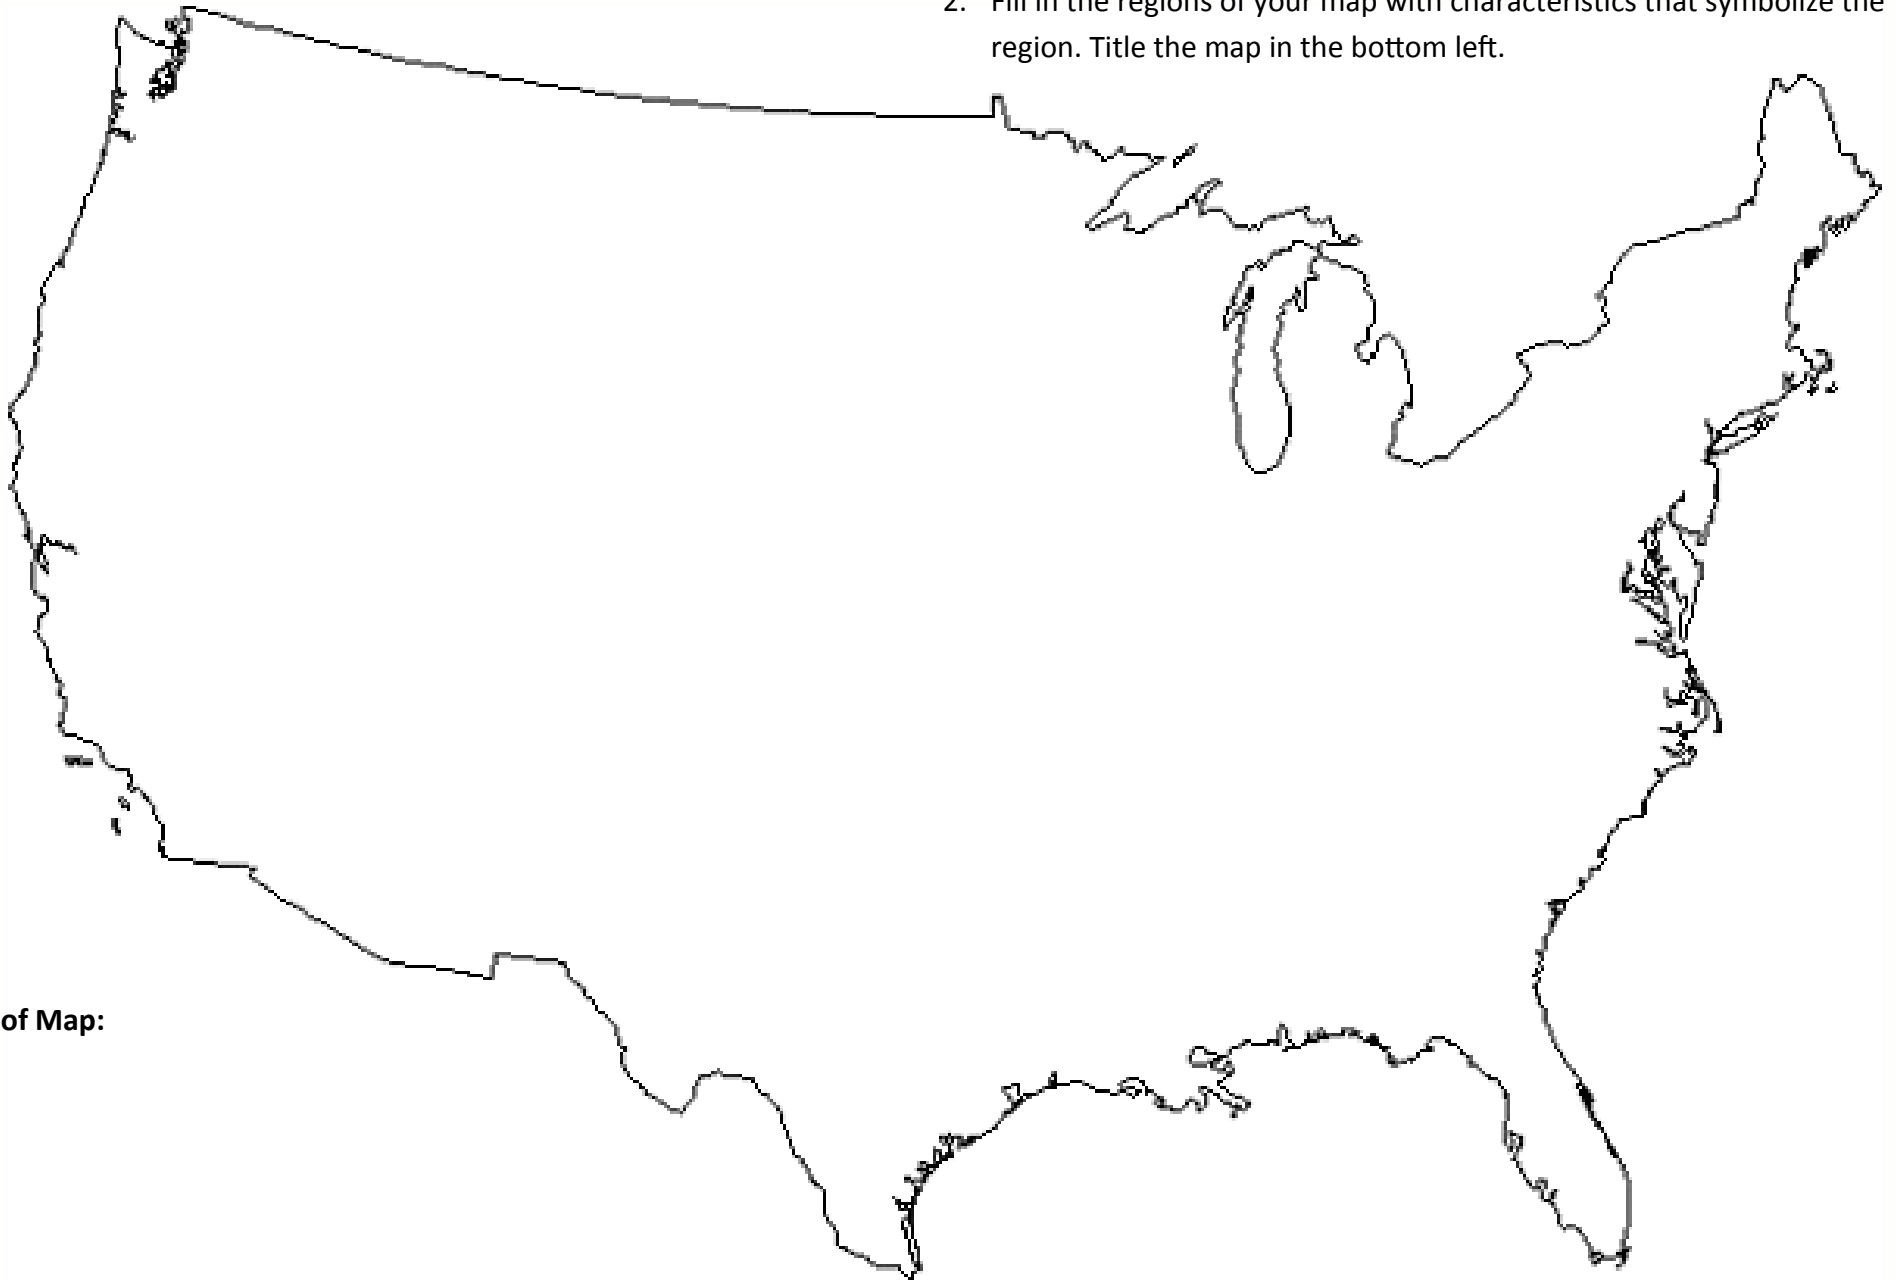 2. Fill in the regions of your map with characteristics that symbolize the
region. Title the map in the bottom left.
of Map: